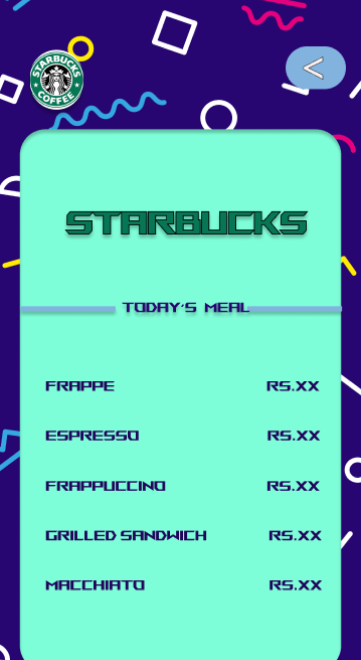 STARBUCKS
COFFEE
<
STARBUCKS
TODAY'S MEAL
FRAPPE RS.XX
ESPRESSO RS.XX
FRAPPUCCINO RS.XX
GRILLED SANDWICH RS.XX
MACCHIATO RS.XX